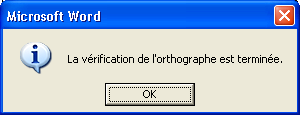 Microsoft Word
La vérification de l'orthographe est terminée.
OK